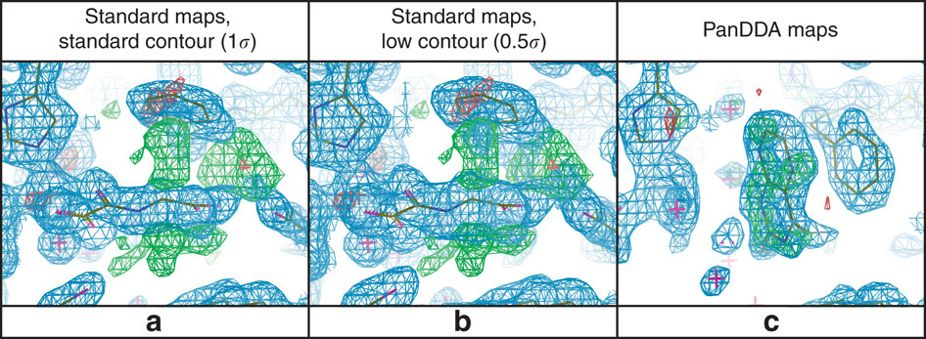 Standard maps,
standard contour (1σ)
Standard maps,
low contour (0.5σ)
PanDDA maps
a
b
c